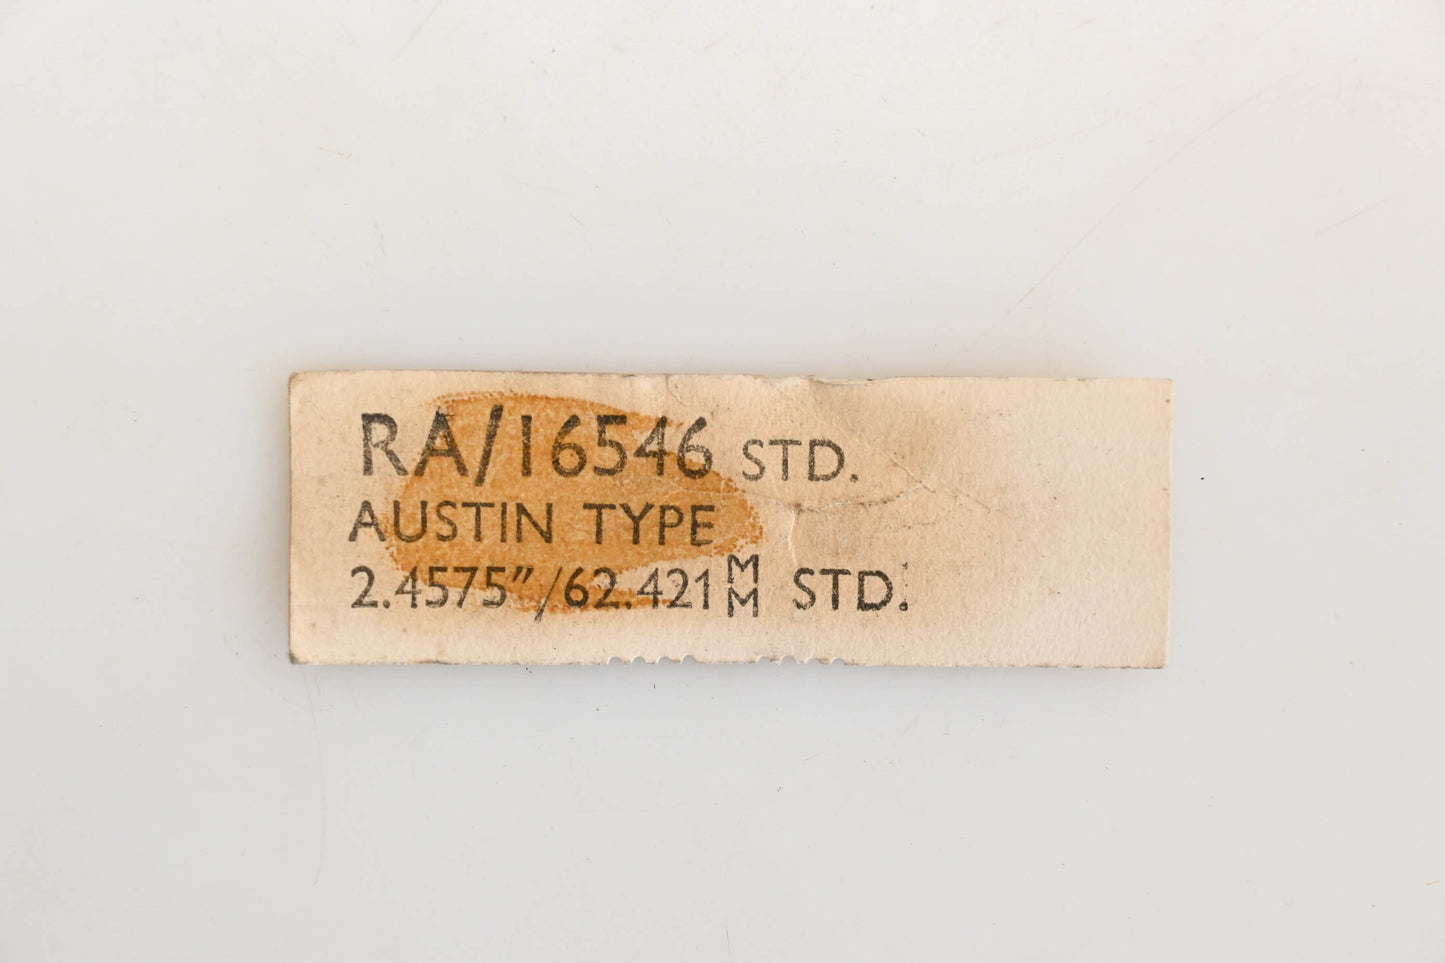 RA/16546 STD.
AUSTIN TYPE
2.4575"/62.421 MM STD.